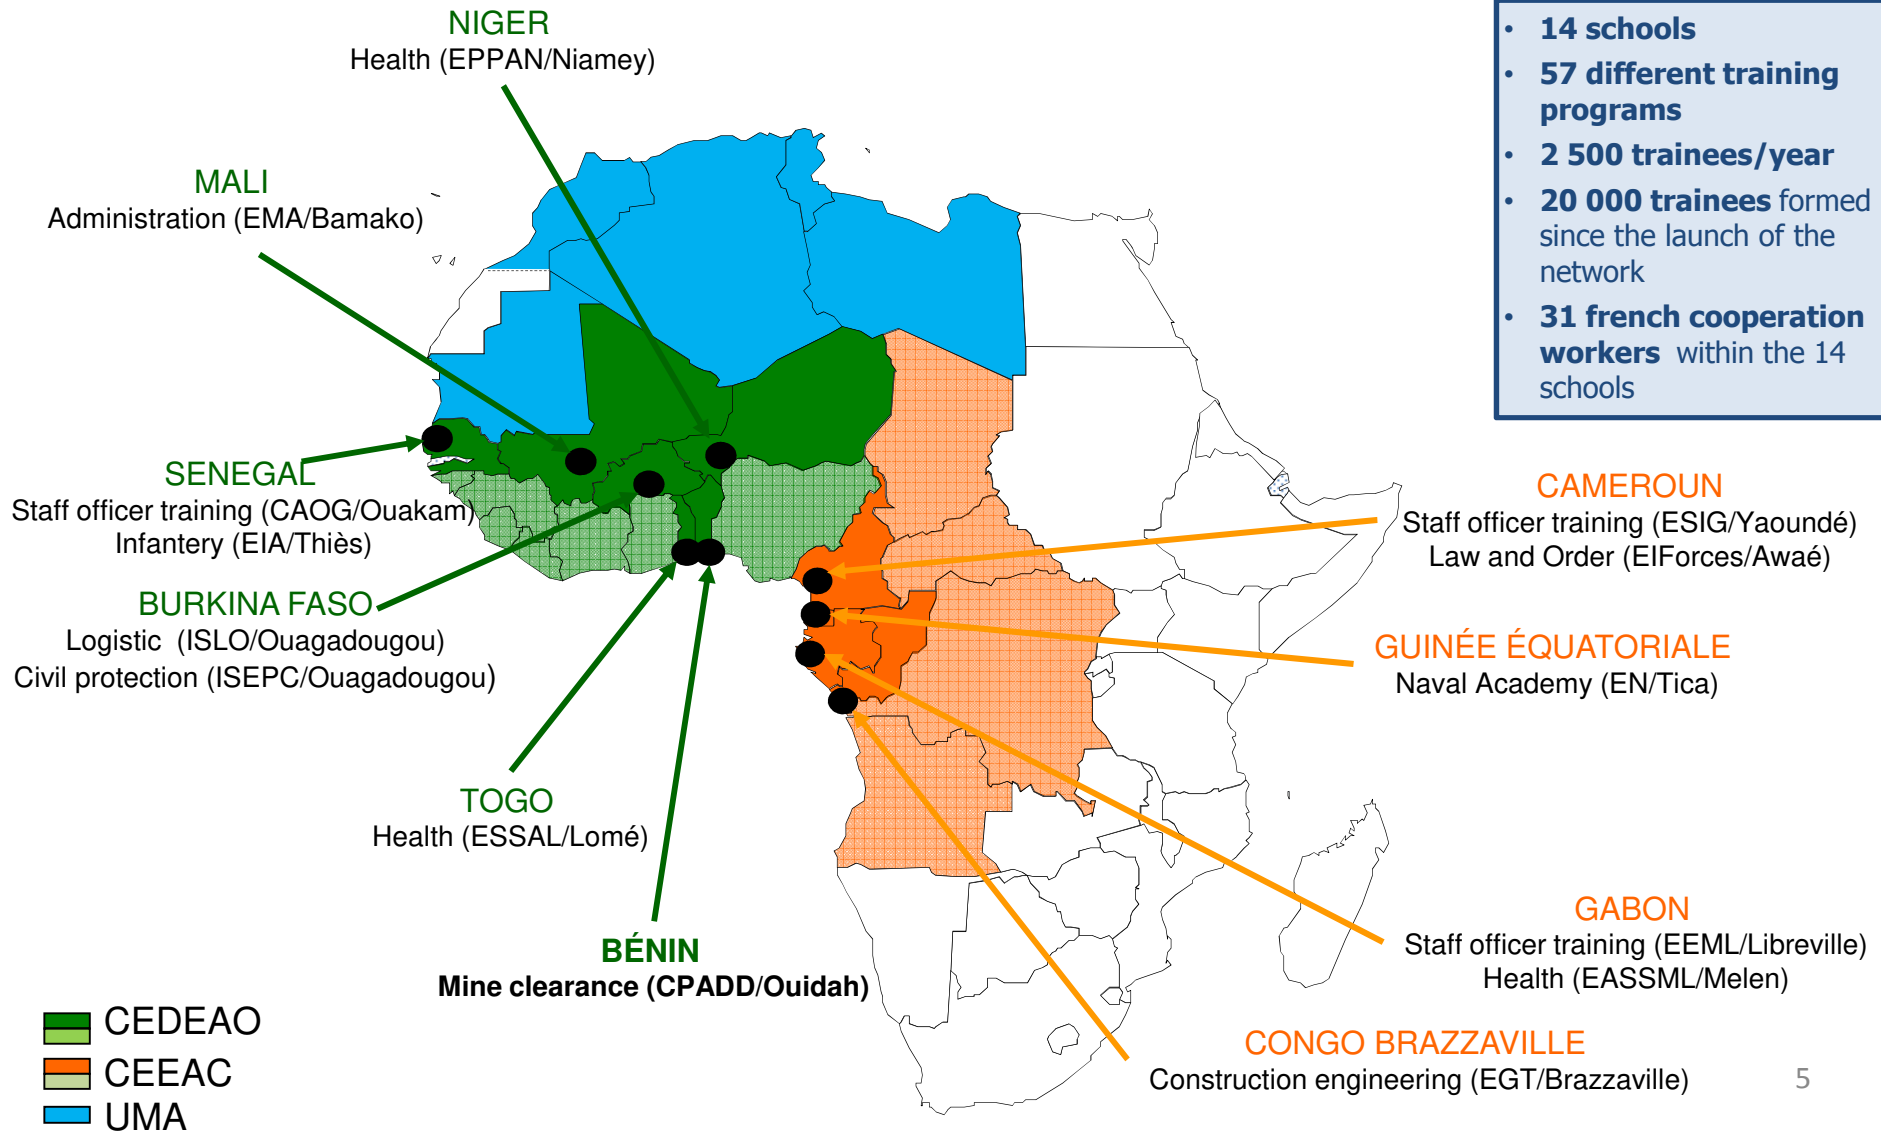 NIGER
Health (EPPAN/Niamey)
MALI
Administration (EMA/Bamako)
SENEGAL
Staff officer training (CAOG/Ouakam)
Infantery (EIA/Thiès)
BURKINA FASO
Logistic (ISLO/Ouagadougou)
Civil protection (ISEPC/Ouagadougou)
TOGO
Health (ESSAL/Lomé)
BÉNIN
Mine clearance (CPADD/Ouidah)
CEDEAO
CEEAC
UMA
• 14 schools
• 57 different training
programs
• 2 500 trainees/year
• 20 000 trainees formed
since the launch of the
network
• 31 french cooperation
workers within the 14
schools
CAMEROUN
Staff officer training (ESIG/Yaoundé)
Law and Order (EIForces/Awaé)
GUINÉE ÉQUATORIALE
Naval Academy (EN/Tica)
GABON
Staff officer training (EEML/Libreville)
Health (EASSML/Melen)
CONGO BRAZZAVILLE
Construction engineering (EGT/Brazzaville)
5